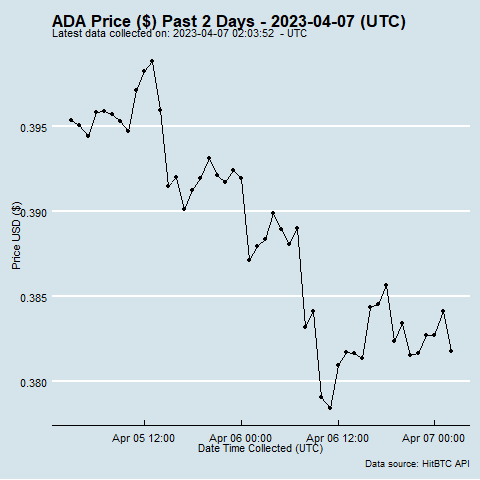 ADA Price ($) Past 2 Days - 2023-04-07 (UTC)
Latest data collected on: 2023-04-07 02:03:52 - UTC
0.395
0.390
0.385
0.380
Price USD ($)
Apr 05 12:00
Apr 06 00:00
Apr 06 12:00
Apr 07 00:00
Date Time Collected (UTC)
Data source: HitBTC API